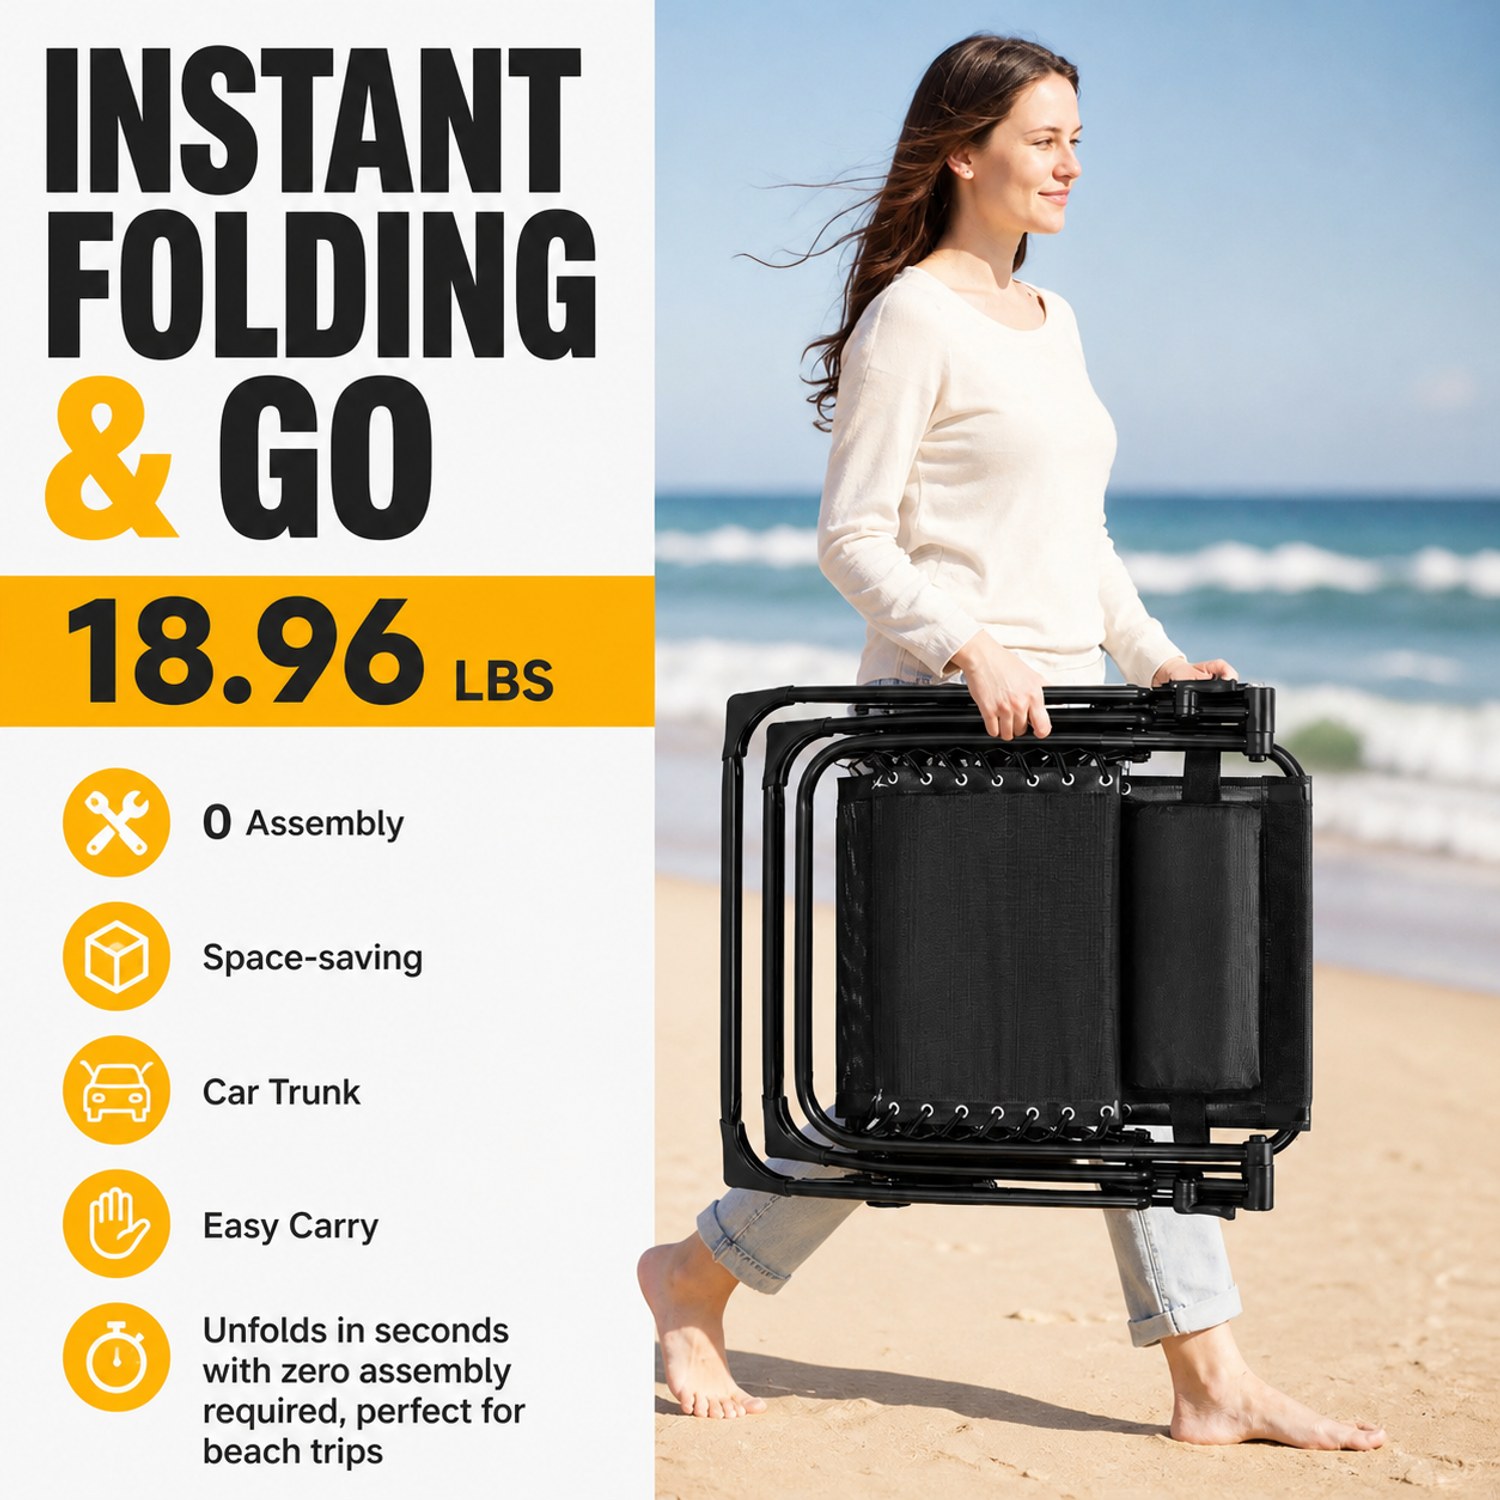 INSTANT
FOLDING
& GO
18.96 LBS
0 Assembly
Space-saving
Car Trunk
Easy Carry
Unfolds in seconds
with zero assembly
required, perfect for
beach trips